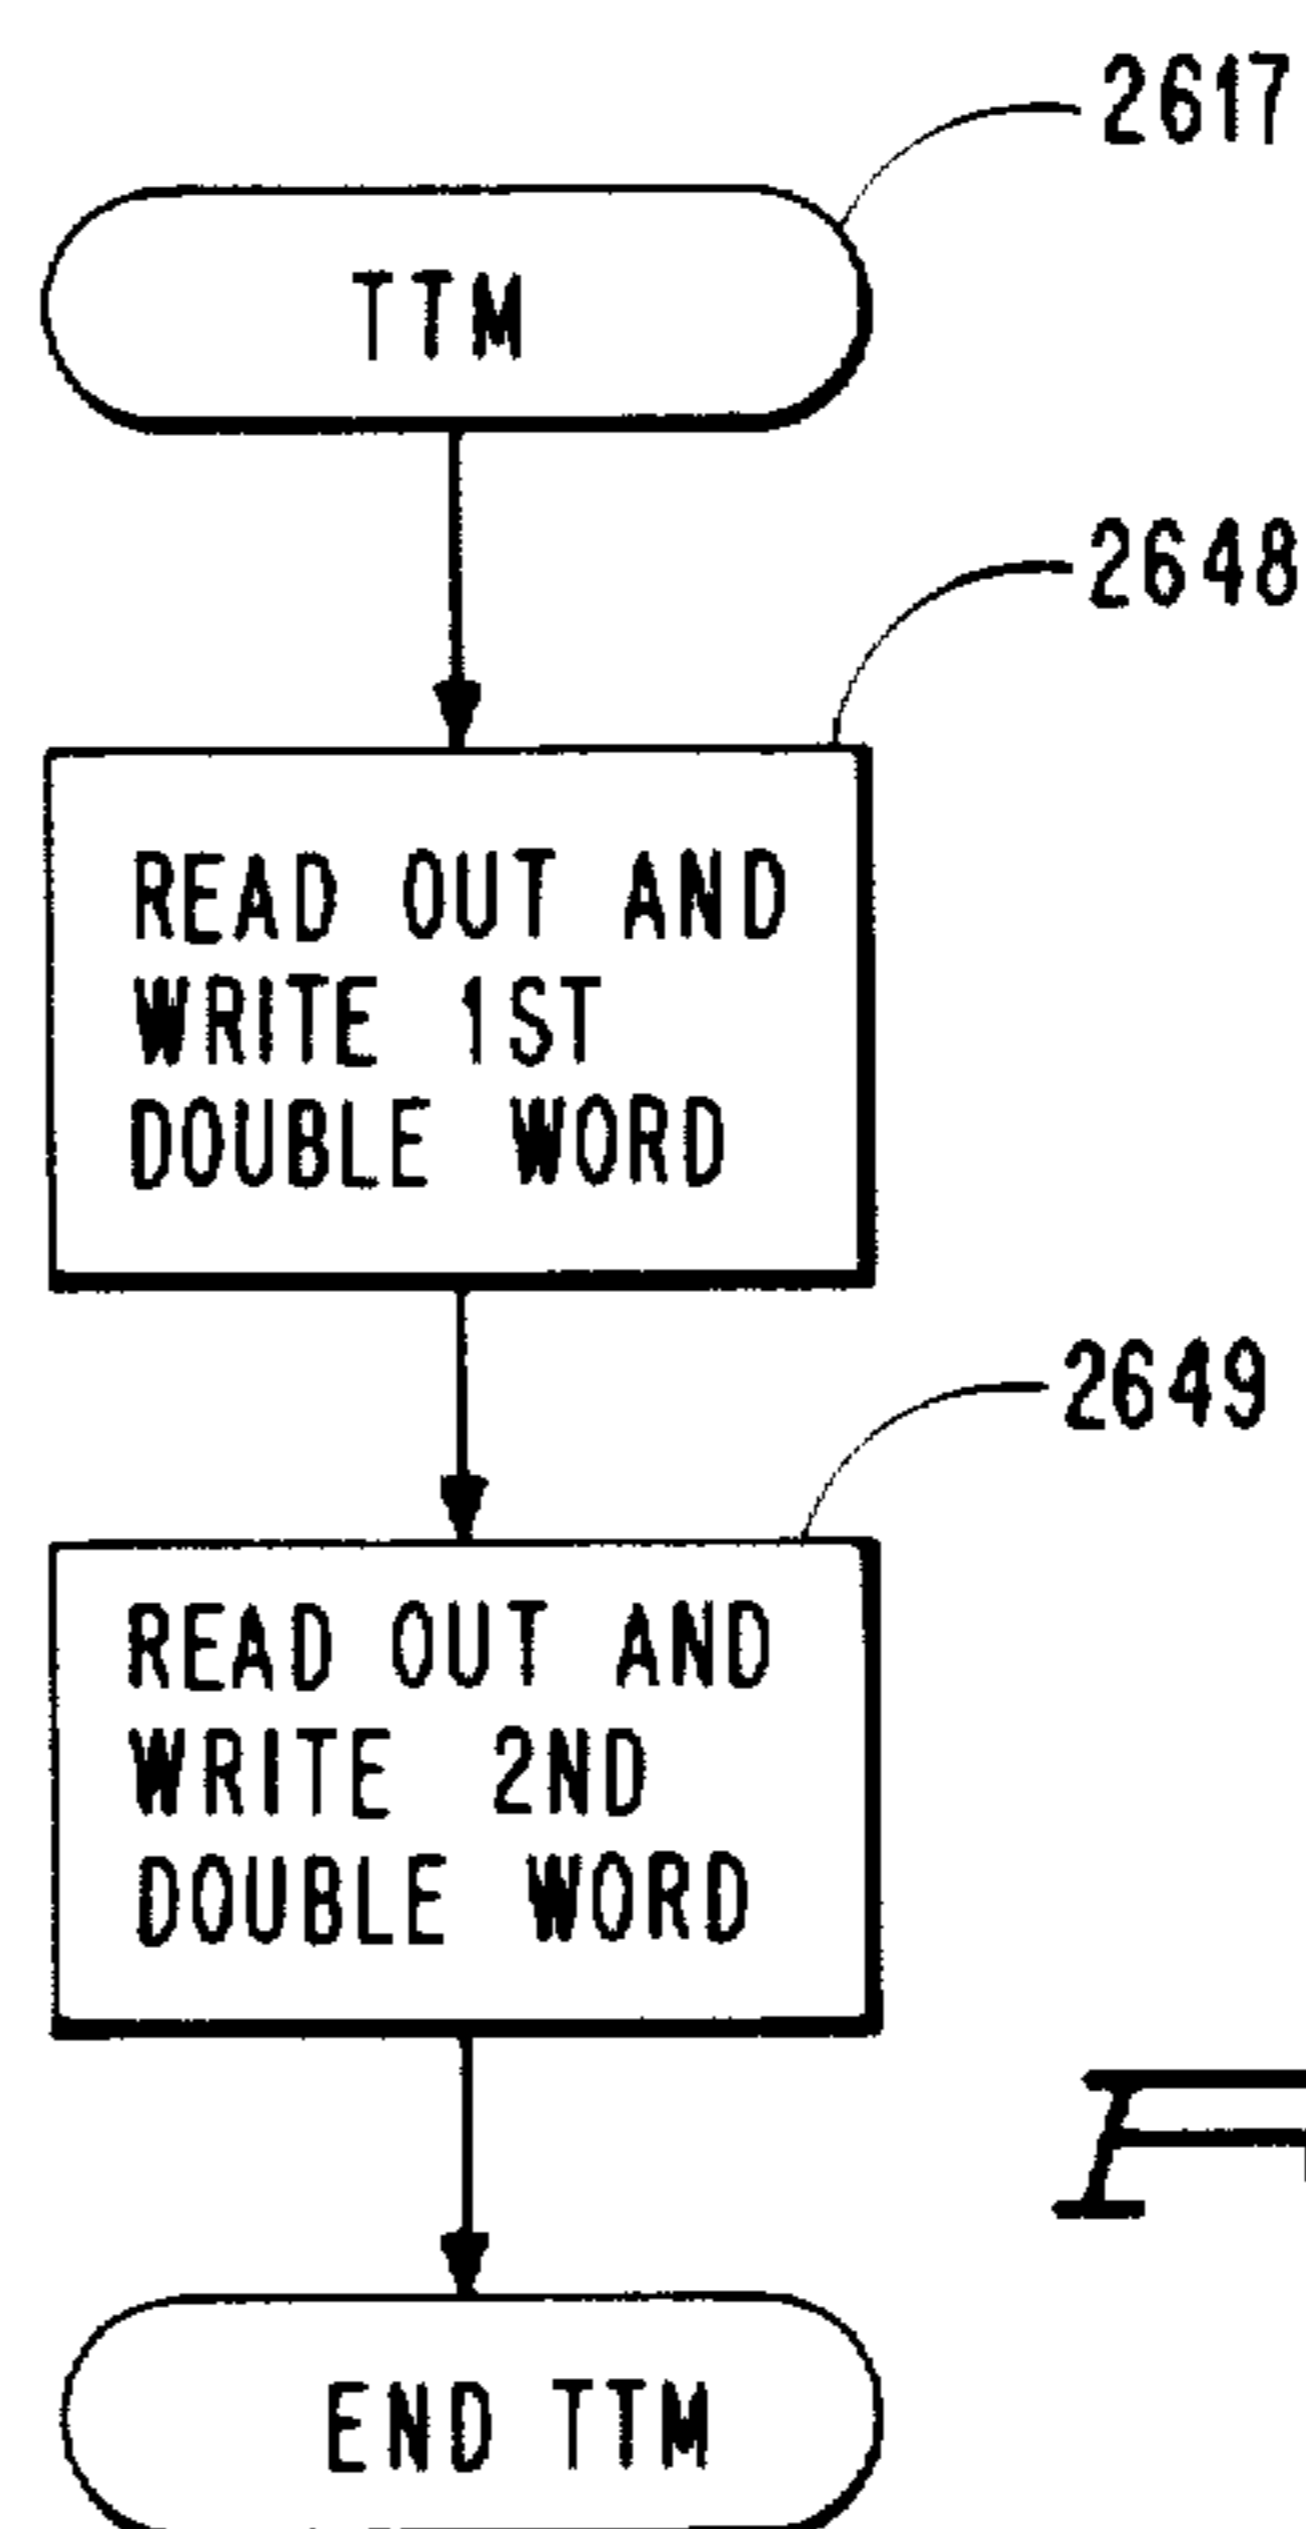 2617
TTM
2648
READ OUT AND
WRITE 1ST
DOUBLE WORD
2649
READ OUT AND
WRITE 2ND
DOUBLE WORD
END TTM